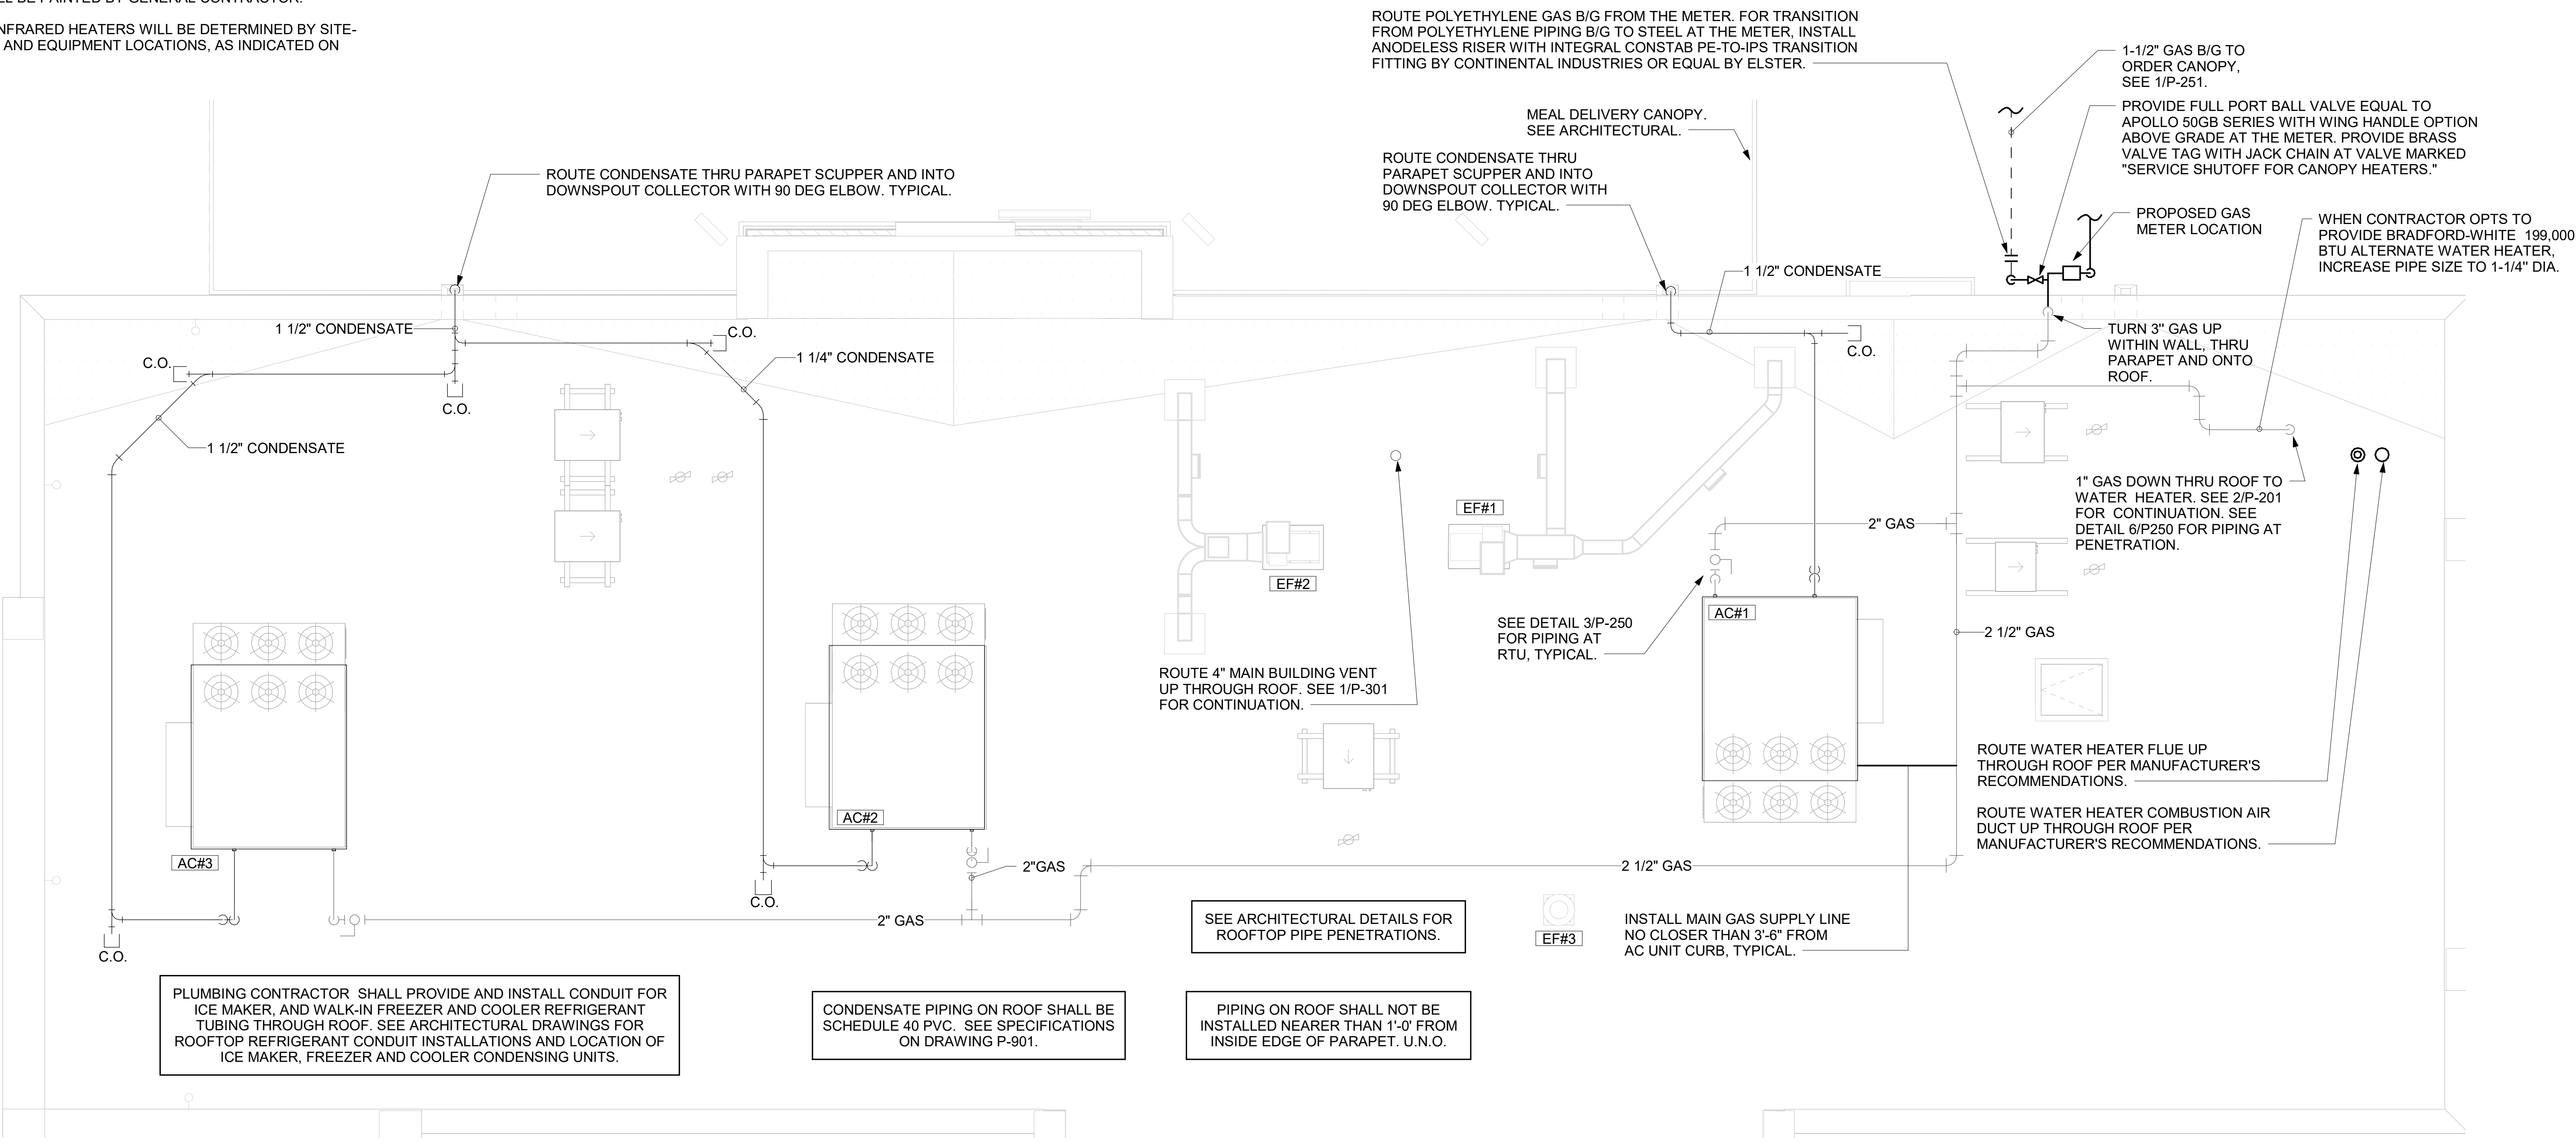 LL BE PAINTED BY GENERAL CONTRACTOR.
NFRARED HEATERS WILL BE DETERMINED BY SITE-
AND EQUIPMENT LOCATIONS, AS INDICATED ON
ROUTE POLYETHYLENE GAS B/G FROM THE METER. FOR TRANSITION
FROM POLYETHYLENE PIPING B/G TO STEEL AT THE METER, INSTALL
ANODELESS RISER WITH INTEGRAL CONSTAB PE-TO-IPS TRANSITION
FITTING BY CONTINENTAL INDUSTRIES OR EQUAL BY ELSTER.
1-1/2" GAS B/G TO
ORDER CANOPY,
SEE 1/P-251.
PROVIDE FULL PORT BALL VALVE EQUAL TO
APOLLO 50GB SERIES WITH WING HANDLE OPTION
ABOVE GRADE AT THE METER. PROVIDE BRASS
VALVE TAG WITH JACK CHAIN AT VALVE MARKED
"SERVICE SHUTOFF FOR CANOPY HEATERS."
MEAL DELIVERY CANOPY.
SEE ARCHITECTURAL.
ROUTE CONDENSATE THRU PARAPET SCUPPER AND INTO
DOWNSPOUT COLLECTOR WITH 90 DEG ELBOW. TYPICAL.
ROUTE CONDENSATE THRU
PARAPET SCUPPER AND INTO
DOWNSPOUT COLLECTOR WITH
90 DEG ELBOW. TYPICAL.
PROPOSED GAS
METER LOCATION
WHEN CONTRACTOR OPTS TO
PROVIDE BRADFORD-WHITE 199,000
BTU ALTERNATE WATER HEATER,
INCREASE PIPE SIZE TO 1-1/4" DIA.
1 1/2" CONDENSATE
1 1/2" CONDENSATE
C.O.
C.O.
1 1/4" CONDENSATE
C.O.
C.O.
TURN 3" GAS UP
WITHIN WALL, THRU
PARAPET AND ONTO
ROOF.
1 1/2" CONDENSATE
1" GAS DOWN THRU ROOF TO
WATER HEATER. SEE 2/P-201
FOR CONTINUATION. SEE
DETAIL 6/P250 FOR PIPING AT
PENETRATION.
EF#1
2" GAS
EF#2
AC#1
SEE DETAIL 3/P-250
FOR PIPING AT
RTU, TYPICAL.
2 1/2" GAS
ROUTE 4" MAIN BUILDING VENT
UP THROUGH ROOF. SEE 1/P-301
FOR CONTINUATION.
ROUTE WATER HEATER FLUE UP
THROUGH ROOF PER MANUFACTURER'S
RECOMMENDATIONS.
ROUTE WATER HEATER COMBUSTION AIR
DUCT UP THROUGH ROOF PER
MANUFACTURER'S RECOMMENDATIONS.
AC#2
AC#3
2"GAS
2 1/2" GAS
C.O.
2" GAS
C.O.
SEE ARCHITECTURAL DETAILS FOR
ROOFTOP PIPE PENETRATIONS.
EF#3
INSTALL MAIN GAS SUPPLY LINE
NO CLOSER THAN 3'-6" FROM
AC UNIT CURB, TYPICAL.
PLUMBING CONTRACTOR SHALL PROVIDE AND INSTALL CONDUIT FOR
ICE MAKER, AND WALK-IN FREEZER AND COOLER REFRIGERANT
TUBING THROUGH ROOF. SEE ARCHITECTURAL DRAWINGS FOR
ROOFTOP REFRIGERANT CONDUIT INSTALLATIONS AND LOCATION OF
ICE MAKER, FREEZER AND COOLER CONDENSING UNITS.
CONDENSATE PIPING ON ROOF SHALL BE
SCHEDULE 40 PVC. SEE SPECIFICATIONS
ON DRAWING P-901.
PIPING ON ROOF SHALL NOT BE
INSTALLED NEARER THAN 1'-0' FROM
INSIDE EDGE OF PARAPET. U.N.O.